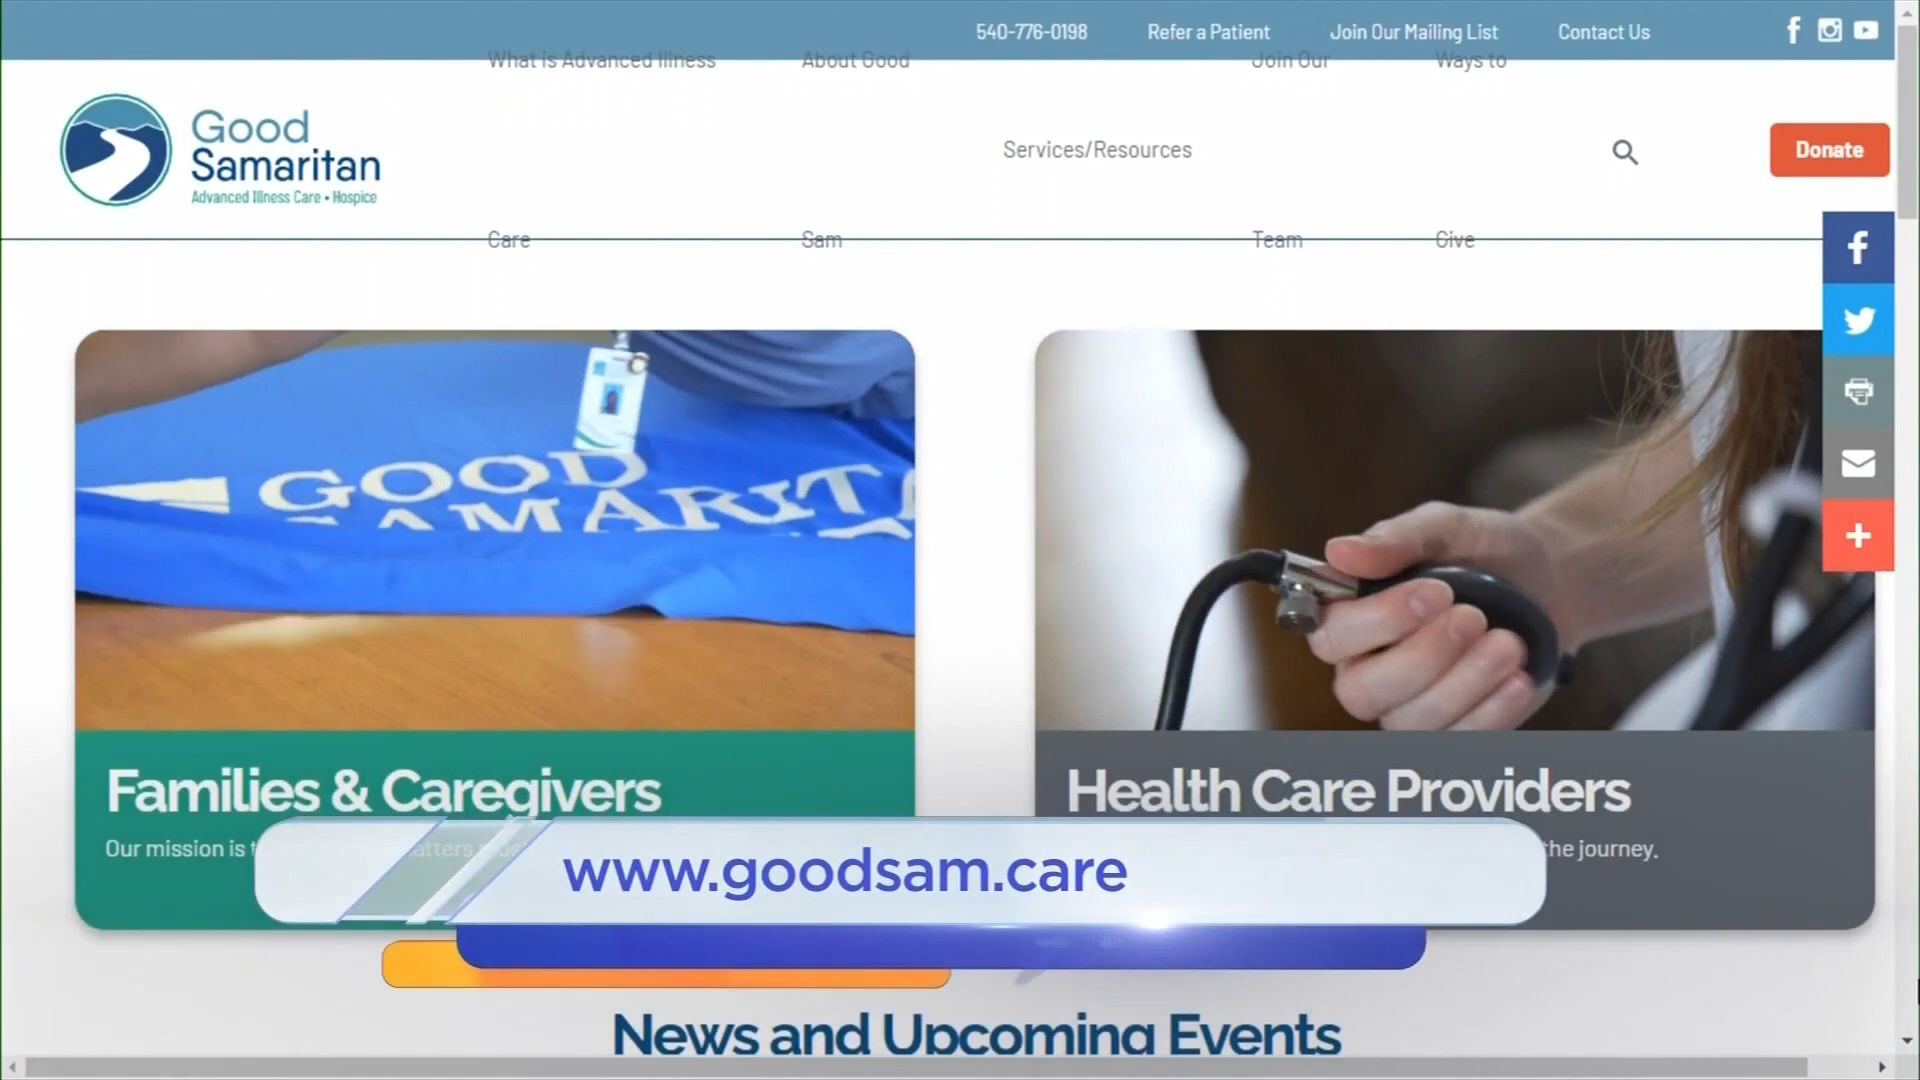 540-776-0198 Refer a Patient Join Our Mailing List Contact Us
What is Advanced Illness About Good Join Our Ways to
Good
Samaritan
Advanced Illness Care • Hospice
Services/Resources
Donate
Care Sam Team Give
GOOD
SAMARIT
Families & Caregivers
Our mission is
Health Care Providers
the journey.
www.goodsam.care
News and Upcoming Events